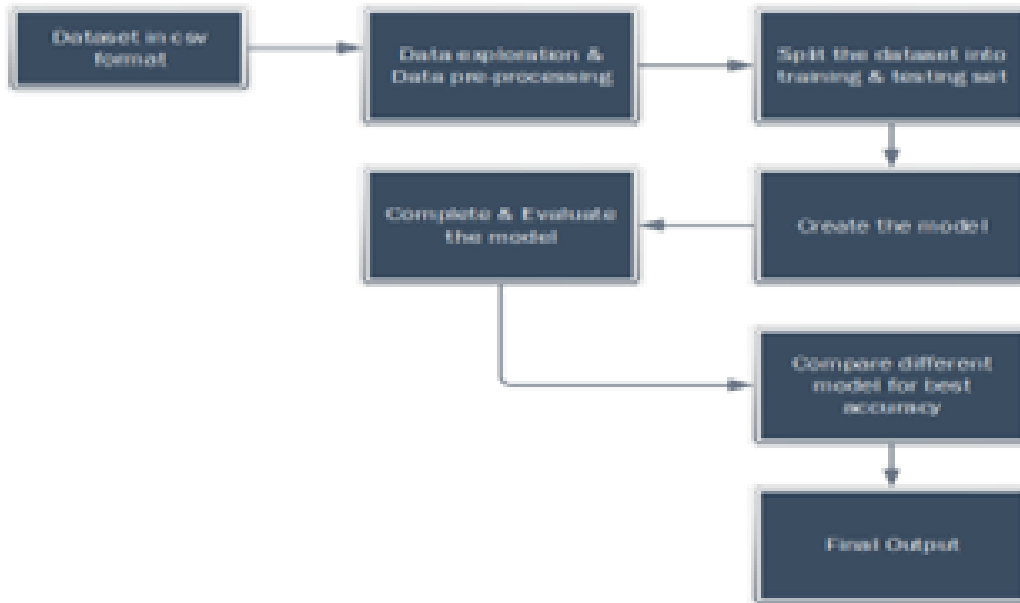 Dataset in csv
format
Data exploration &
Data pre-processing
Split the dataset into
training & testing set
Create the model
Complete & Evaluate
the model
Compare different
model for best
accuracy
Final Output